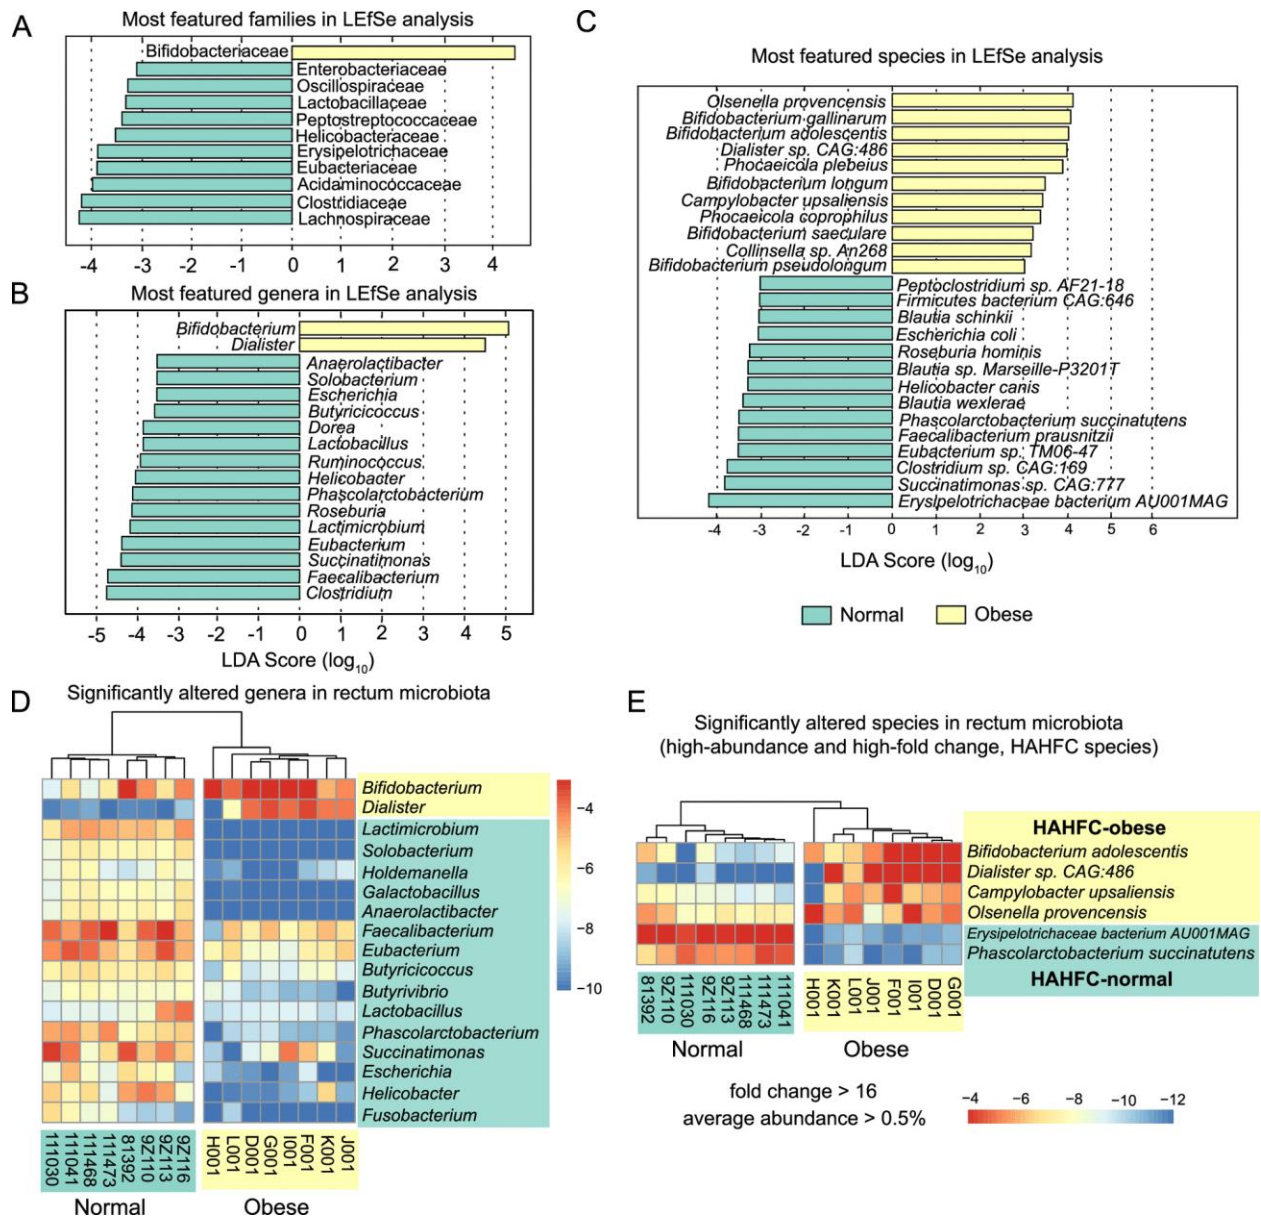 A
Most featured families in LEfSe analysis
Bifidobacteriaceae
Enterobacteriaceae
Oscillospiraceae
Lactobacillaceae
Peptostreptococcaceae
Helicobacteraceae
Erysipelotrichaceae
Eubacteriaceae
Acidaminococcaceae
Clostridiaceae
Lachnospiraceae
-4 -3 -2 -1 0 1 2 3 4
B
Most featured genera in LEfSe analysis
Bifidobacterium
Dialister
Anaerolactibacter
Solobacterium
Escherichia
Butyricicoccus
Dorea
Lactobacillus
Ruminococcus
Helicobacter
Phascolarctobacterium
Roseburia
Lactimicrobium
Eubacterium
Succinatimonas
Faecalibacterium
Clostridium
-5 -4 -3 -2 -1 0 1 2 3 4 5
LDA Score (log10)
C
Most featured species in LEfSe analysis
Olsenella provencensis
Bifidobacterium gallinarum
Bifidobacterium adolescentis
Dialister sp. CAG:486
Phocaeicola plebeius
Bifidobacterium longum
Campylobacter upsaliensis
Phocaeicola coprophilus
Bifidobacterium saeculare
Collinsella sp. An268
Bifidobacterium pseudolongum
Peptoclostridium sp. AF21-18
Firmicutes bacterium CAG:646
Blautia schinkii
Escherichia coli
Roseburia hominis
Blautia sp. Marseille-P3201T
Helicobacter canis
Blautia wexlerae
Phascolarctobacterium succinatutens
Faecalibacterium prausnitzii
Eubacterium sp. TM06-47
Clostridium sp. CAG:169
Succinatimonas sp. CAG:777
Erysipelotrichaceae bacterium AU001MAG
-4 -3 -2 -1 0 1 2 3 4 5 6
LDA Score (log10)
Normal Obese
D
Significantly altered genera in rectum microbiota
Bifidobacterium
Dialister
Lactimicrobium
Solobacterium
Holdemanella
Galactobacillus
Anaerolactibacter
Faecalibacterium
Eubacterium
Butyricicoccus
Butyrivibrio
Lactobacillus
Phascolarctobacterium
Succinatimonas
Escherichia
Helicobacter
Fusobacterium
−4
−6
−8
−10
111030 111041 111468 111473 81392 9Z110 9Z113 9Z116 H001 L001 D001 G001 I001 F001 K001 J001
Normal Obese
E
Significantly altered species in rectum microbiota
(high-abundance and high-fold change, HAHFC species)
HAHFC-obese
Bifidobacterium adolescentis
Dialister sp. CAG:486
Campylobacter upsaliensis
Olsenella provencensis
Erysipelotrichaceae bacterium AU001MAG
Phascolarctobacterium succinatutens
HAHFC-normal
81392 9Z110 111030 9Z116 9Z113 111468 111473 111041 H001 K001 L001 J001 F001 I001 D001 G001
Normal Obese
fold change > 16
average abundance > 0.5%
−4 −6 −8 −10 −12